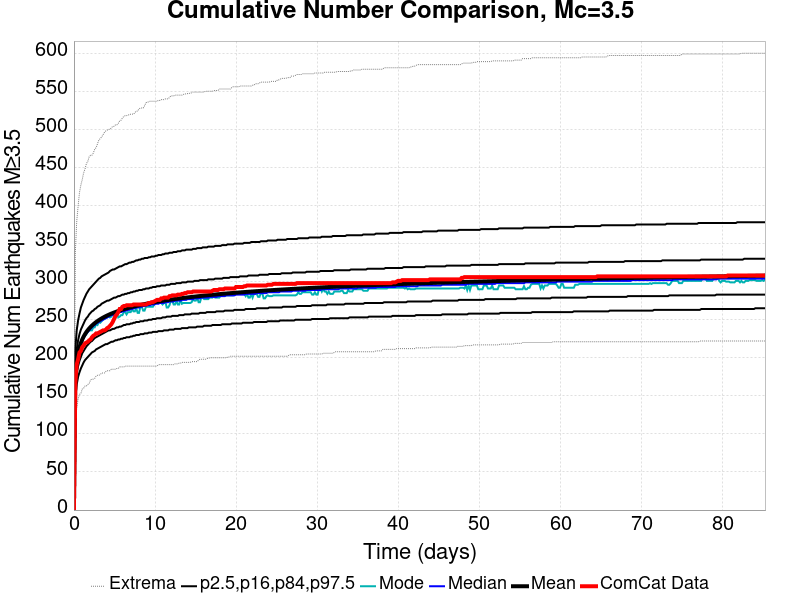 Cumulative Number Comparison, Mc=3.5
Cumulative Num Earthquakes M≥3.5
600
550
500
450
400
350
300
250
200
150
100
50
0
0 10 20 30 40 50 60 70 80
Time (days)
Extrema p2.5,p16,p84,p97.5 Mode Median Mean ComCat Data